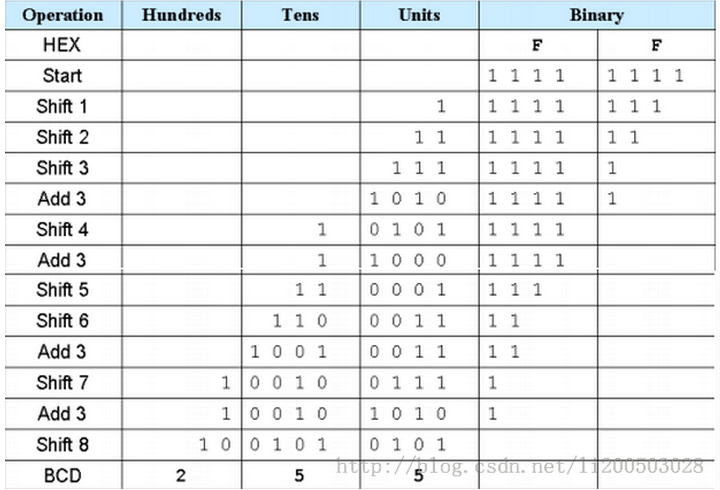 Operation Hundreds Tens Units Binary
HEX F F
Start 1 1 1 1 1 1 1 1
Shift 1 1 1 1 1 1 1 1 1
Shift 2 1 1 1 1 1 1 1 1
Shift 3 1 1 1 1 1 1 1 1
Add 3 1 0 1 0 1 1 1 1 1
Shift 4 1 0 1 0 1 1 1 1 1
Add 3 1 1 0 0 0 1 1 1 1
Shift 5 1 1 0 0 0 1 1 1 1
Shift 6 1 1 0 0 0 1 1 1 1
Add 3 1 0 0 1 0 0 1 1 1 1
Shift 7 1 0 0 1 0 0 1 1 1 1
Add 3 1 0 0 1 0 1 0 1 0 1
Shift 8 1 0 0 1 0 1 0 1 0 1
BCD 2 5 5
http://blog.csdn.net/li200503028